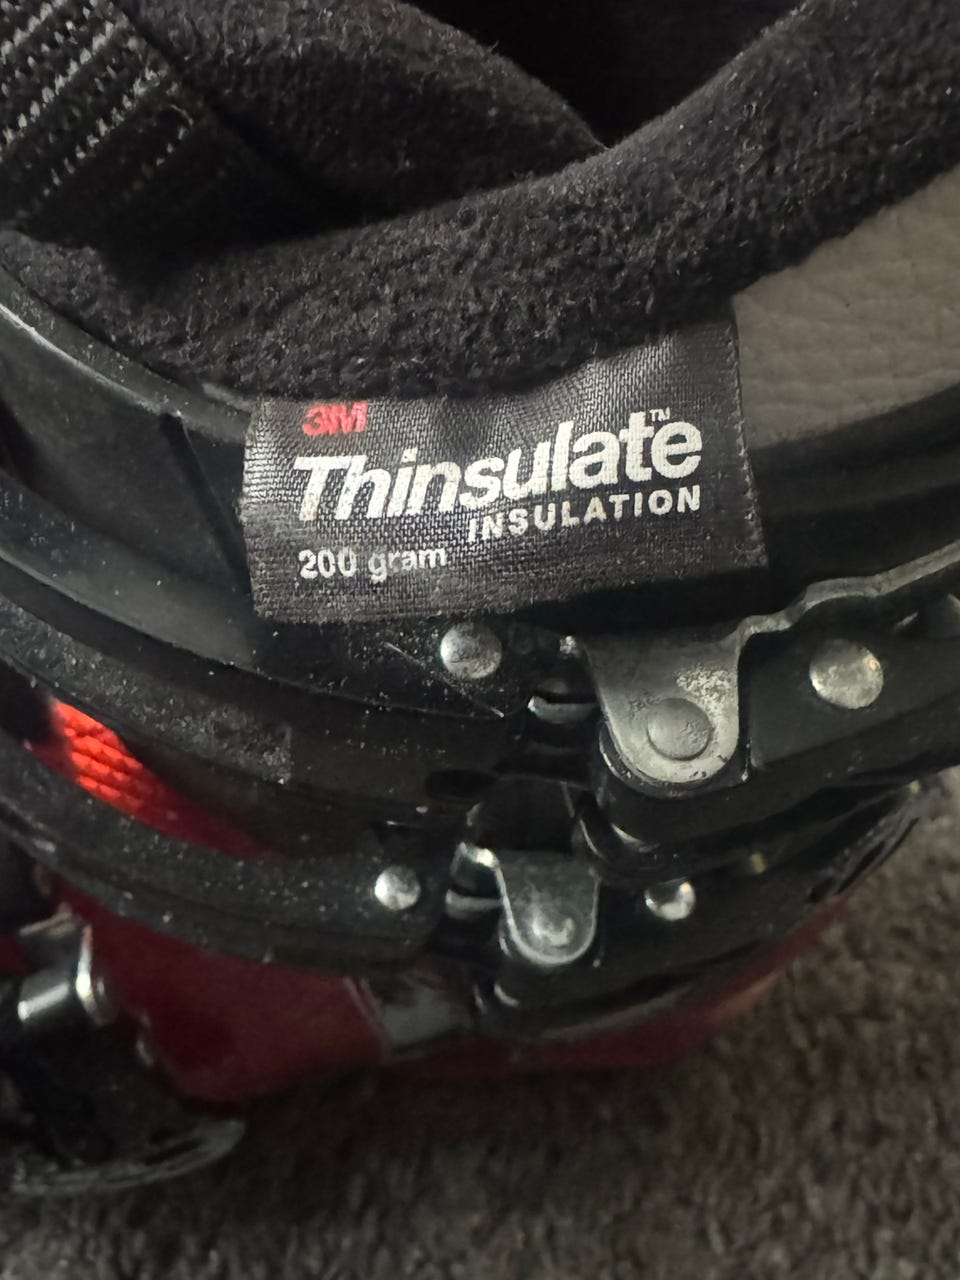 3M
Thinsulate™
INSULATION
200 gram